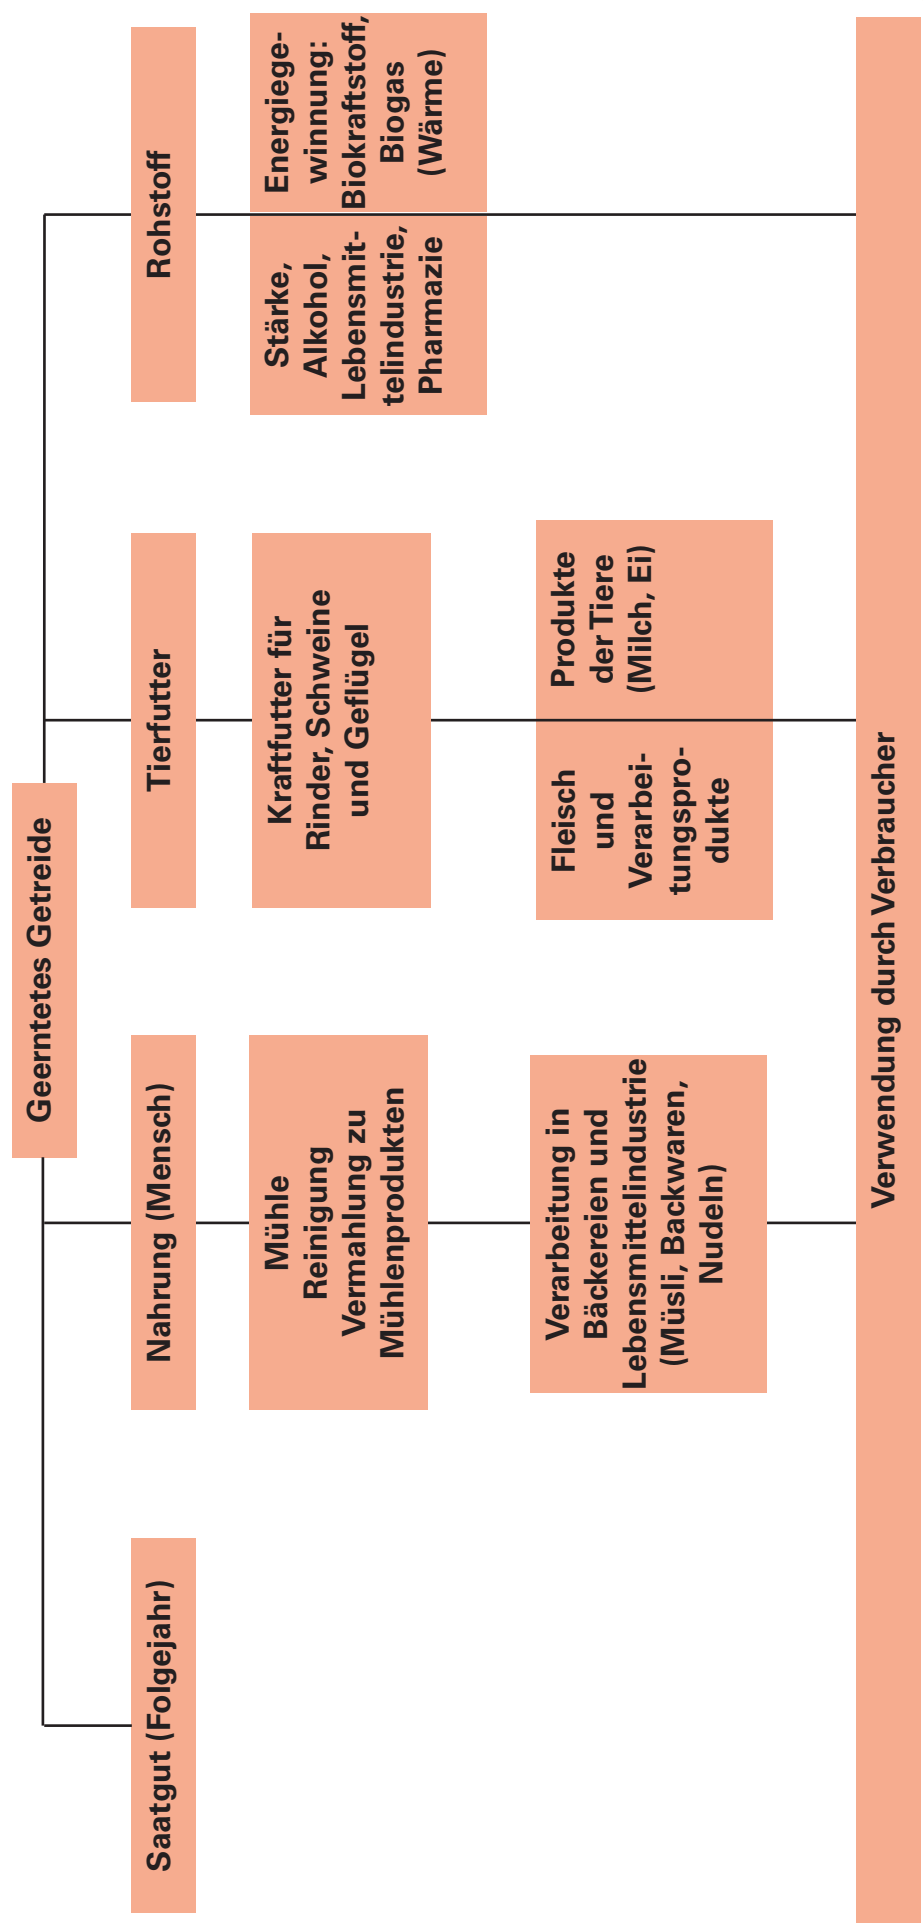 Geerntetes Getreide
Saatgut (Folgejahr)
Nahrung (Mensch)
Tierfutter
Rohstoff
Mühle
Reinigung
Vermahlung zu
Mühlenprodukten
Kraftfutter für
Rinder, Schweine
und Geflügel
Stärke,
Alkohol,
Lebensmit-
telindustrie,
Pharmazie
Energiege-
winnung:
Biokraftstoff,
Biogas
(Wärme)
Verarbeitung in
Bäckereien und
Lebensmittelindustrie
(Müsli, Backwaren,
Nudeln)
Fleisch
und
Verarbei-
tungspro-
dukte
Produkte
der Tiere
(Milch, Ei)
Verwendung durch Verbraucher